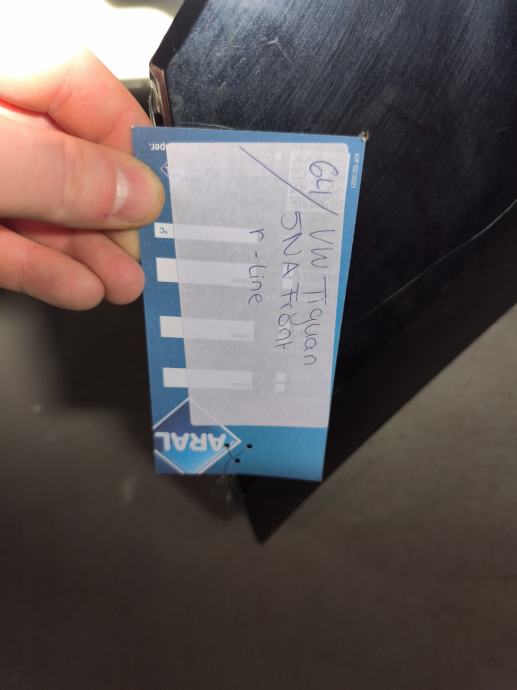 64/ VW Tiguan
5NA Front
r-line
ARAL